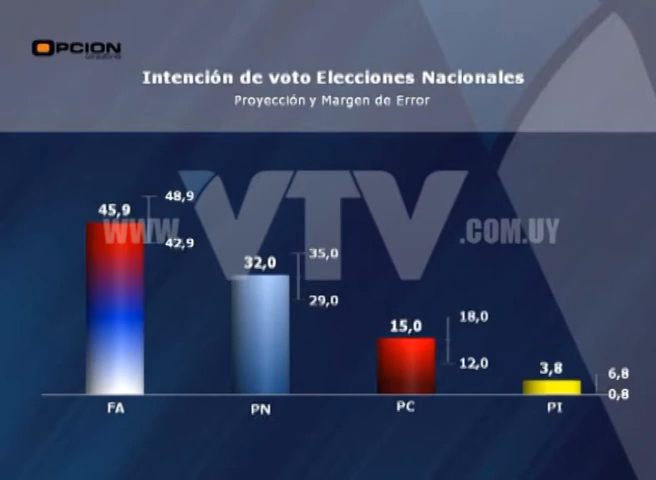 OPCION
Intención de voto Elecciones Nacionales
Proyección y Margen de Error
45,9
48,9
42,9
32,0
35,0
29,0
15,0
18,0
12,0
3,8
6,8
0,8
WWW. VTV .COM.UY
FA PN PC PI